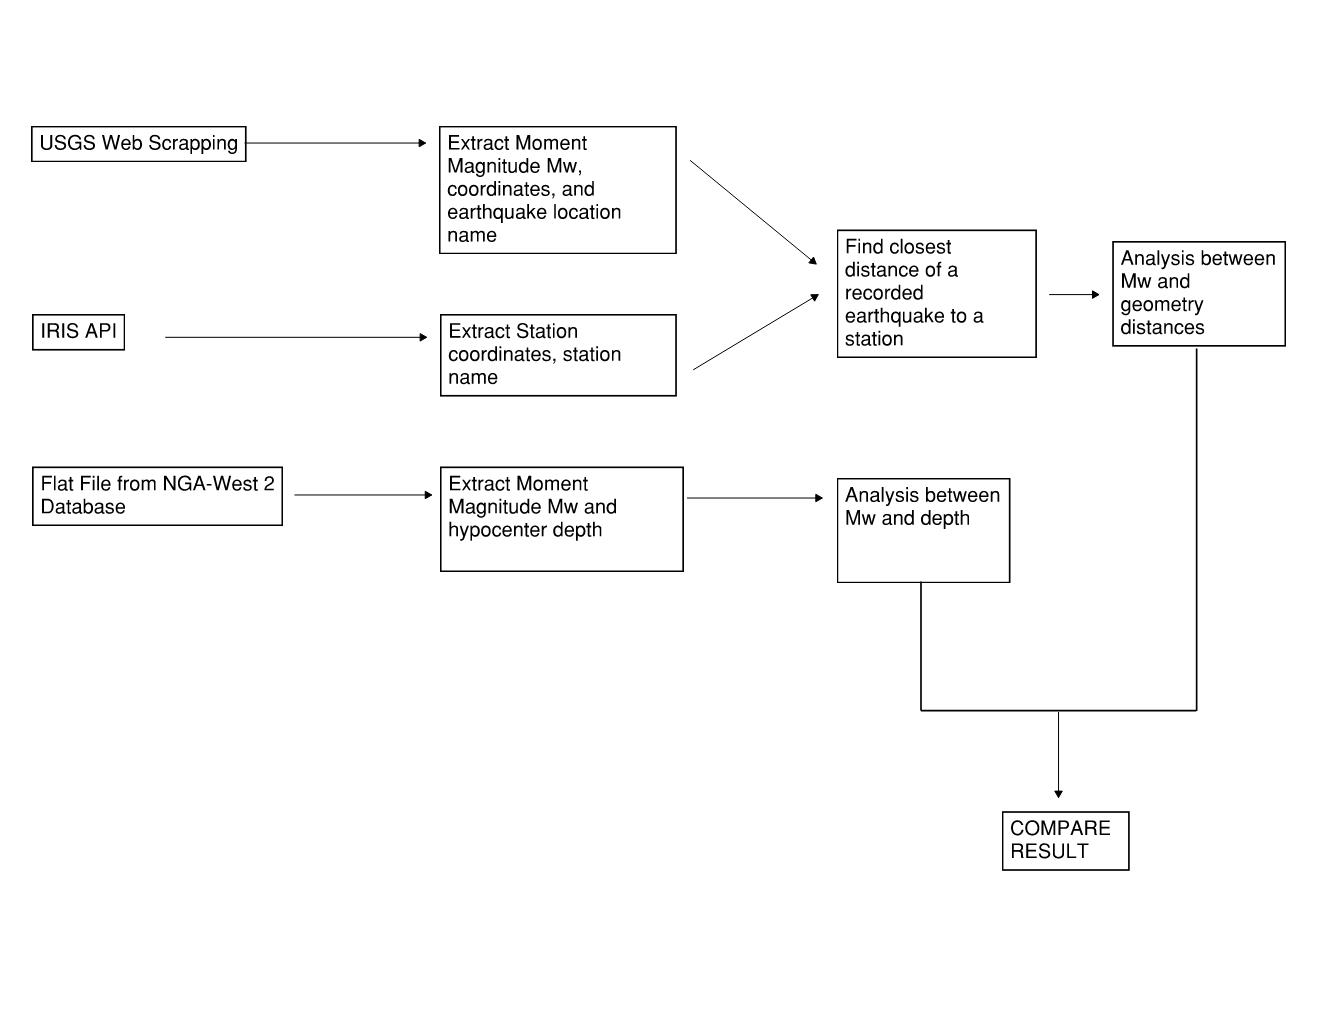 USGS Web Scrapping
Extract Moment
Magnitude Mw,
coordinates, and
earthquake location
name
IRIS API
Extract Station
coordinates, station
name
Find closest
distance of a
recorded
earthquake to a
station
Analysis between
Mw and
geometry
distances
Flat File from NGA-West 2
Database
Extract Moment
Magnitude Mw and
hypocenter depth
Analysis between
Mw and depth
COMPARE
RESULT